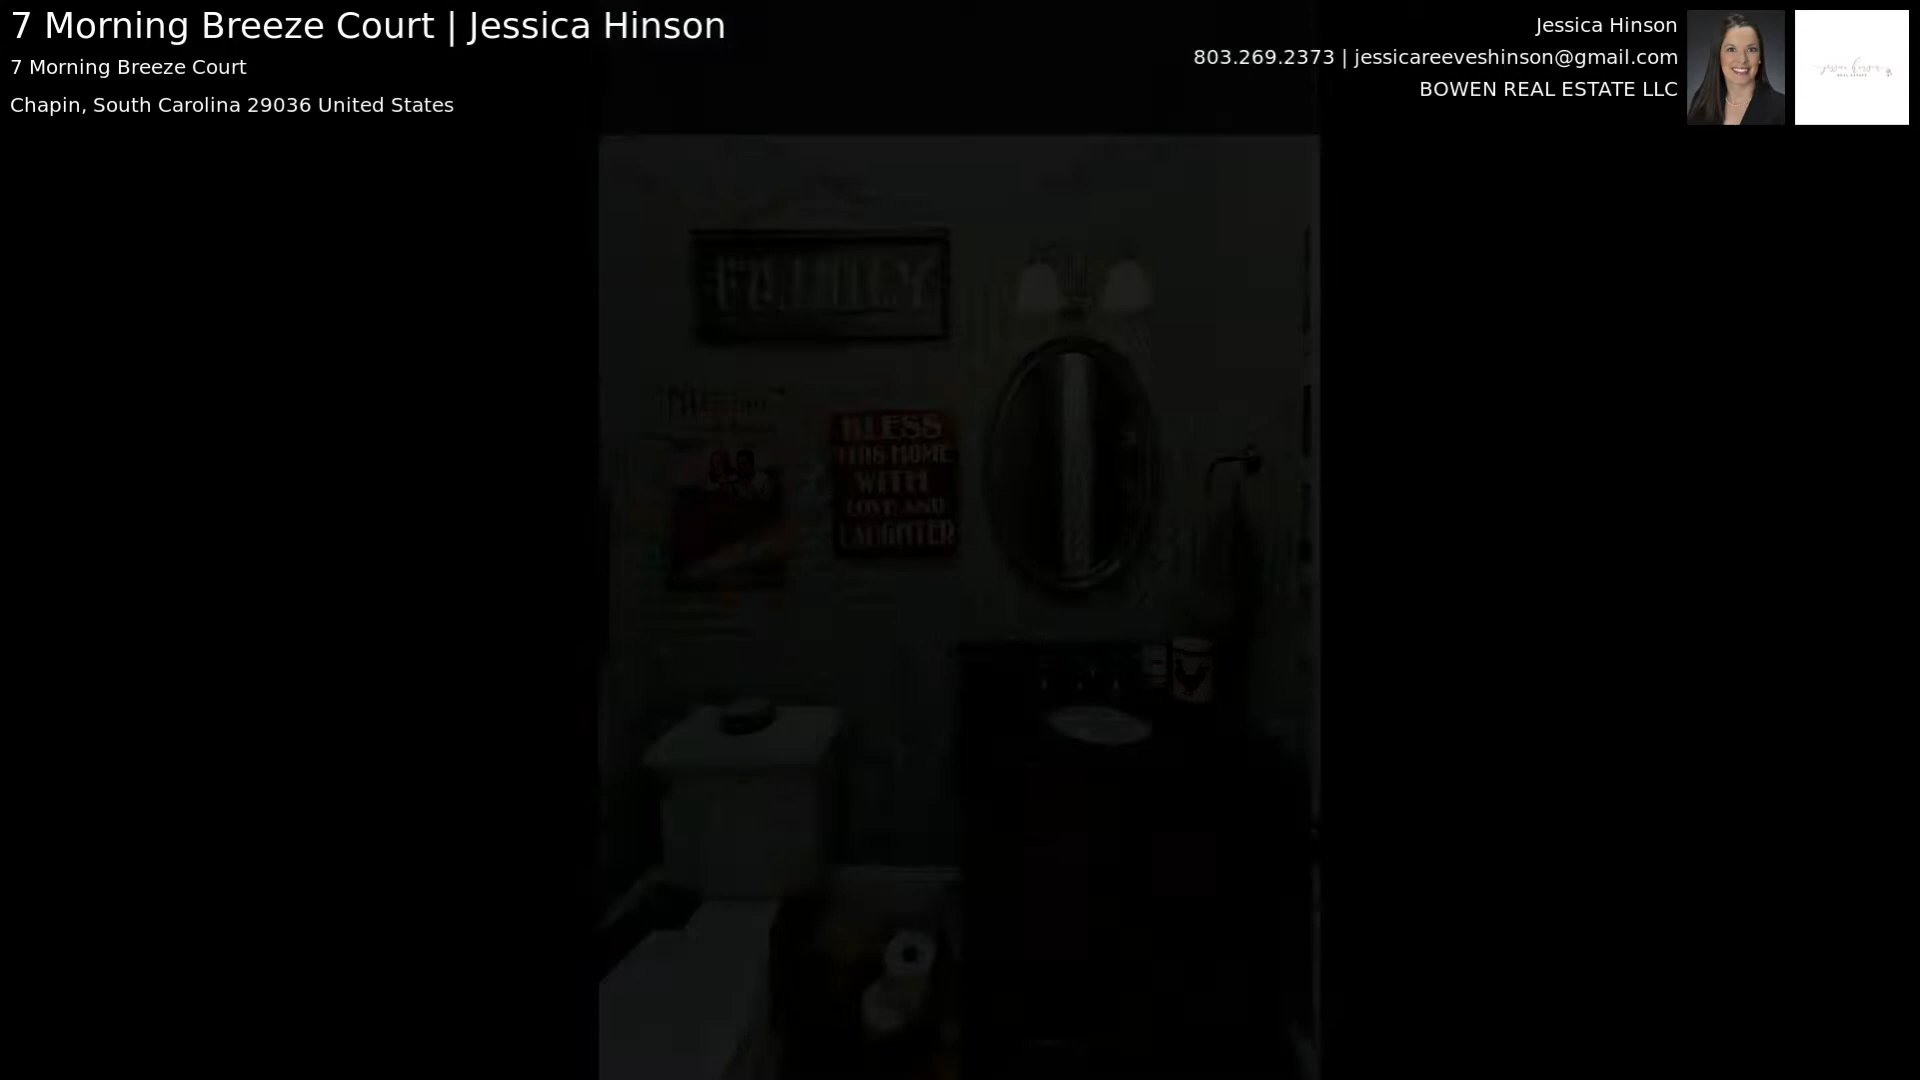 7 Morning Breeze Court | Jessica Hinson
7 Morning Breeze Court
Chapin, South Carolina 29036 United States
Jessica Hinson
803.269.2373 | jessicareeveshinson@gmail.com
BOWEN REAL ESTATE LLC
FAMILY
BLESS
THIS HOME
WITH
LOVE AND
LAUGHTER